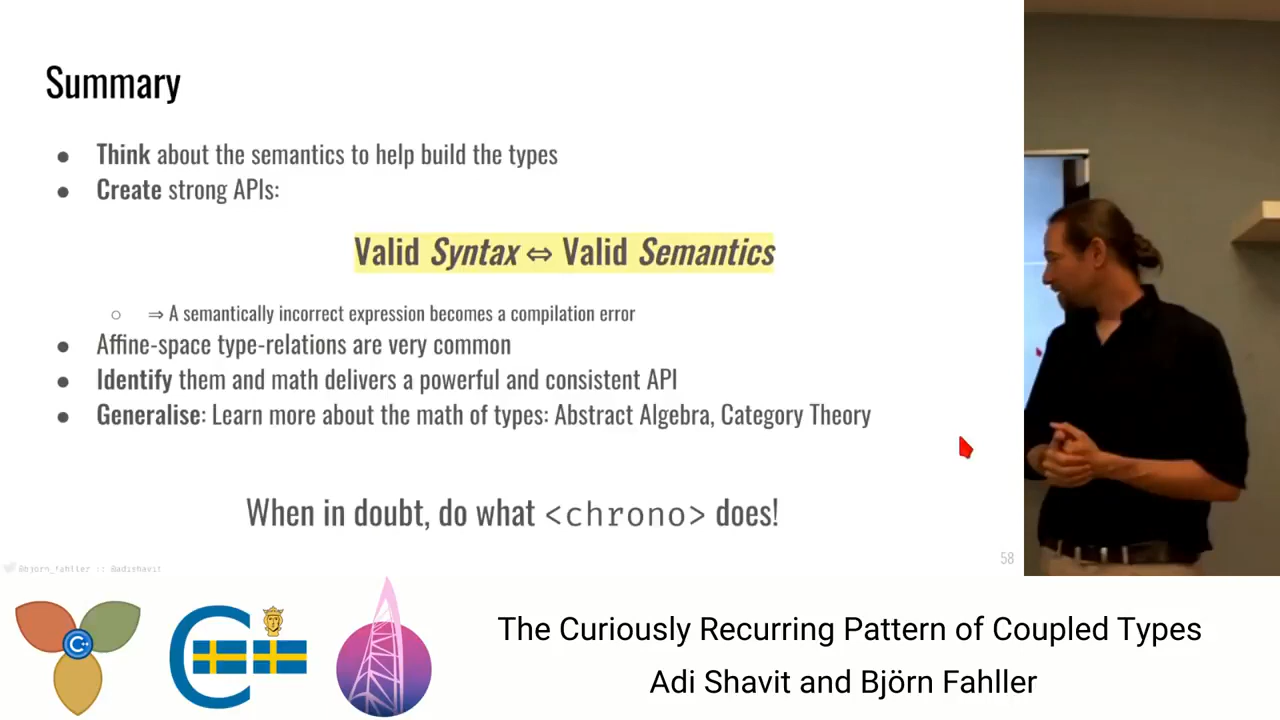 Summary
● Think about the semantics to help build the types
● Create strong APIs:
Valid Syntax ⇔ Valid Semantics
○ ⇒ A semantically incorrect expression becomes a compilation error
● Affine-space type-relations are very common
● Identify them and math delivers a powerful and consistent API
● Generalise: Learn more about the math of types: Abstract Algebra, Category Theory
When in doubt, do what <chrono> does!
58
@bjorn_fahller :: @adishavit
The Curiously Recurring Pattern of Coupled Types
Adi Shavit and Björn Fahller